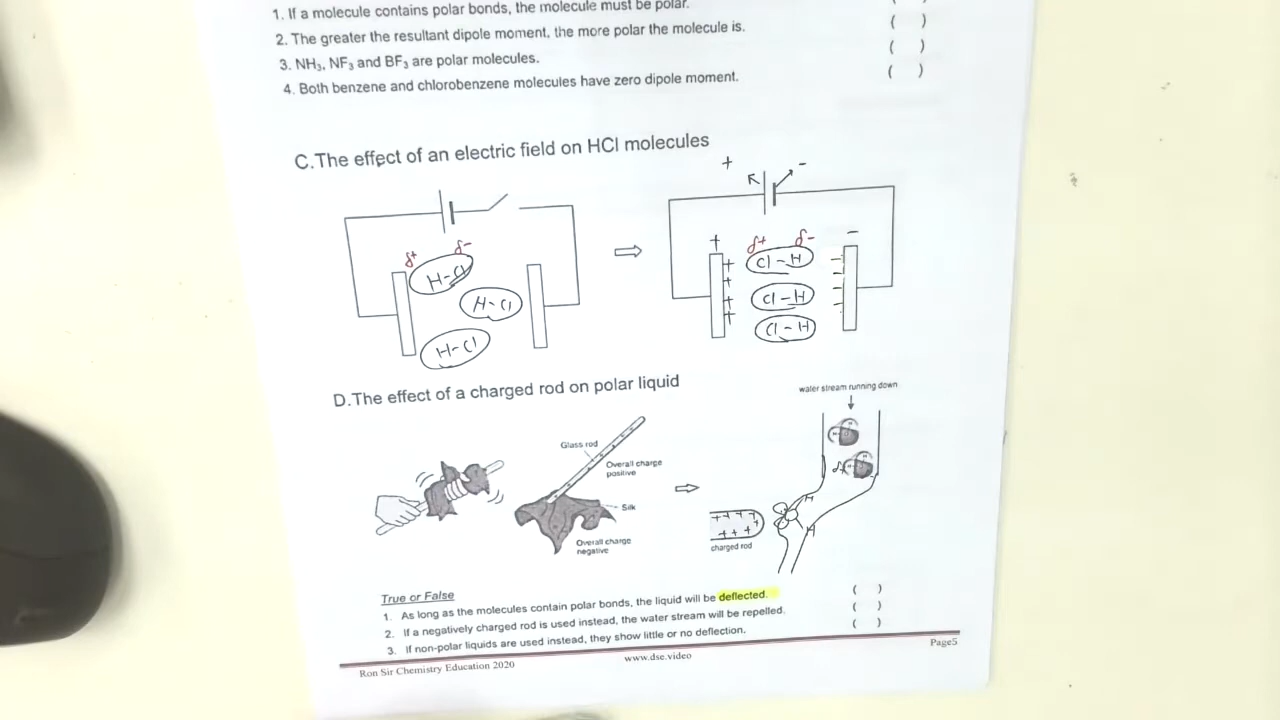 1. If a molecule contains polar bonds, the molecule must be polar.
2. The greater the resultant dipole moment, the more polar the molecule is. ( )
3. NH₃, NF₃ and BF₃ are polar molecules. ( )
4. Both benzene and chlorobenzene molecules have zero dipole moment. ( )
C.The effect of an electric field on HCl molecules
+ -
δ+ δ-
H-Cl
H-Cl
H-Cl
+ δ+ δ- -
Cl-H
Cl-H
Cl-H
+ + + +
- - - -
D.The effect of a charged rod on polar liquid
water stream running down
Glass rod
Overall charge
positive
Silk
Overall charge
negative
H
H
+ + + +
+ + +
charged rod
True or False
1. As long as the molecules contain polar bonds, the liquid will be deflected. ( )
2. If a negatively charged rod is used instead, the water stream will be repelled. ( )
3. If non-polar liquids are used instead, they show little or no deflection. ( )
Page5
Ron Sir Chemistry Education 2020
www.dse.video